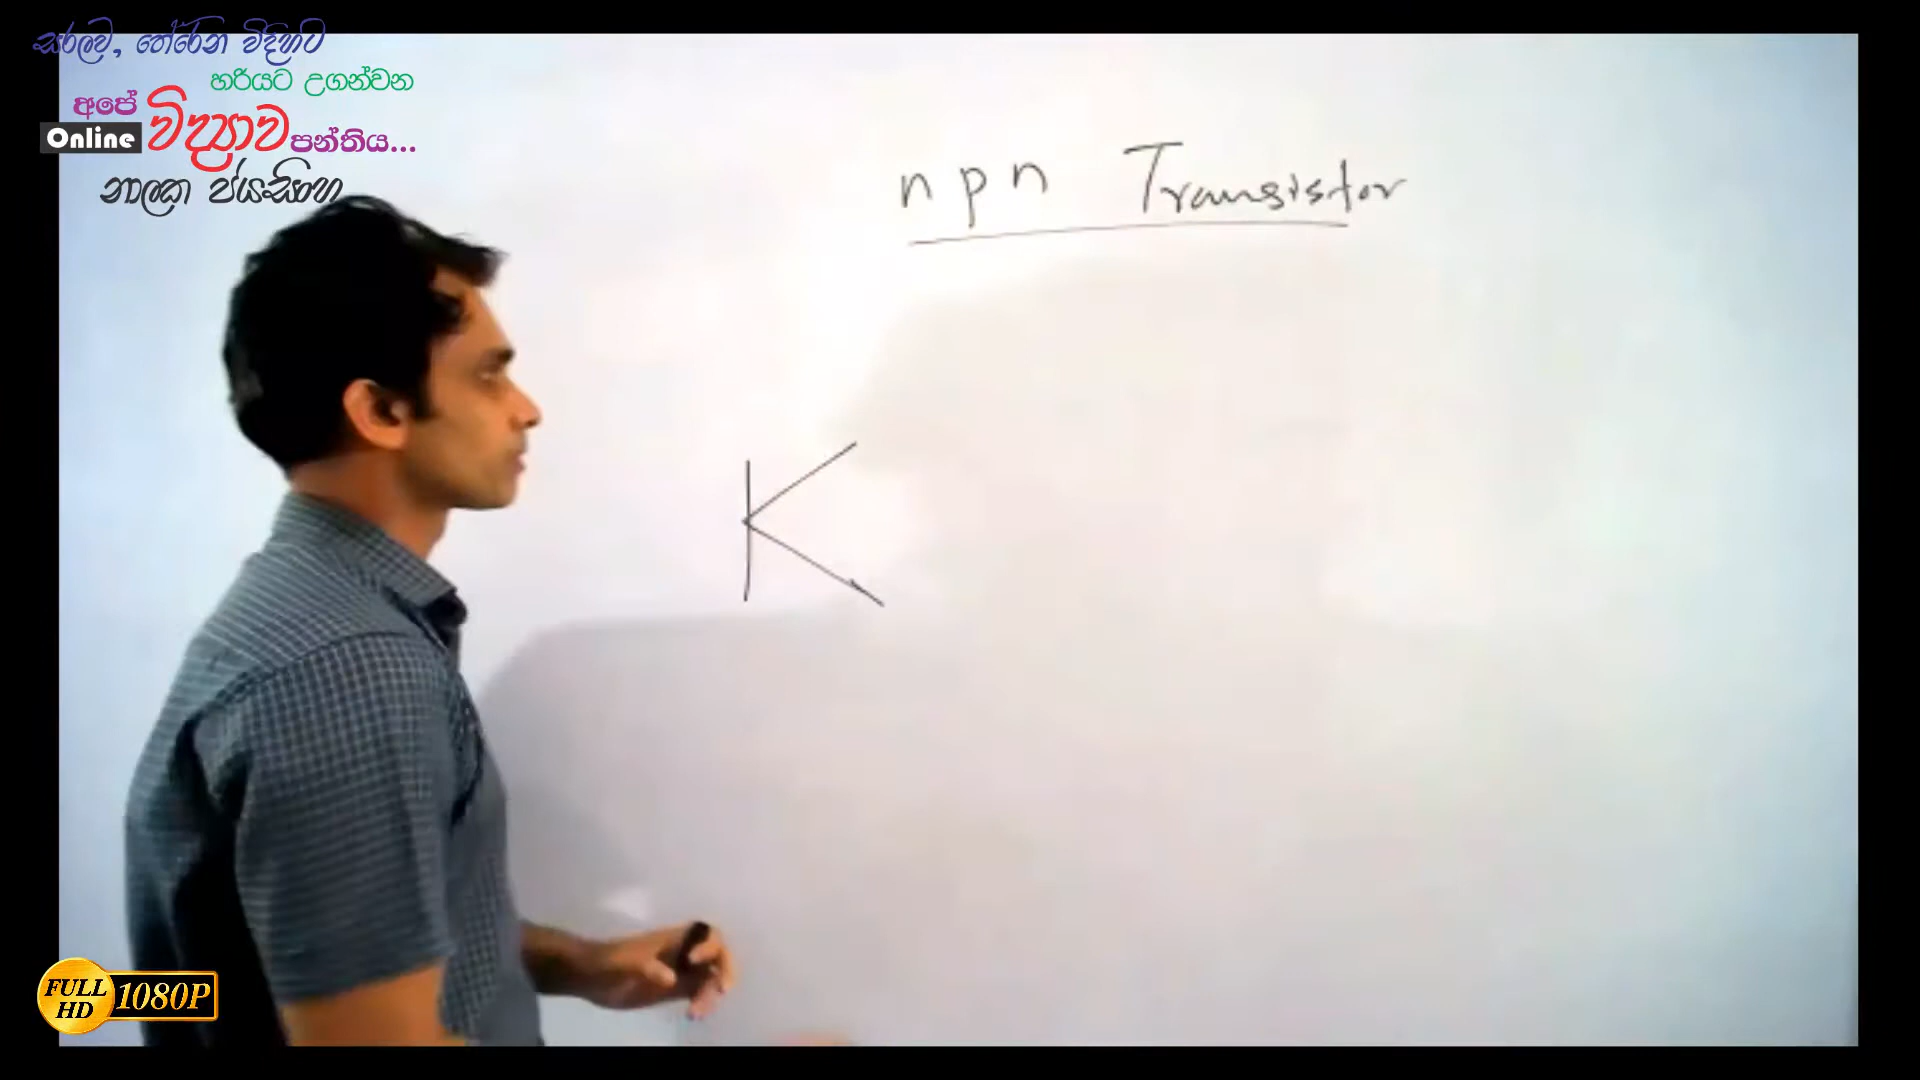 සරලව, තේරෙන විදිහට
හරියට උගන්වන
අපේ
Online විද්‍යාව පන්තිය...
නාලක ජයසිංහ
npn Transistor
FULL HD 1080P